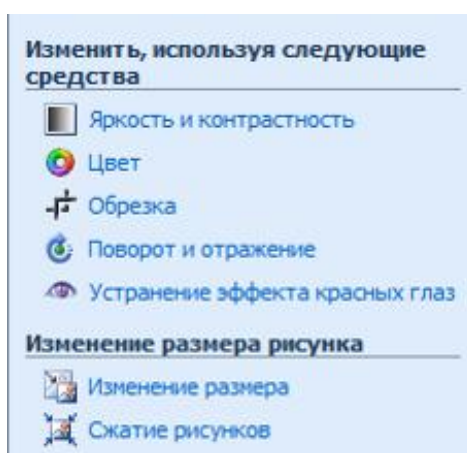 Изменить, используя следующие
средства
Яркость и контрастность
Цвет
Обрезка
Поворот и отражение
Устранение эффекта красных глаз
Изменение размера рисунка
Изменение размера
Сжатие рисунков